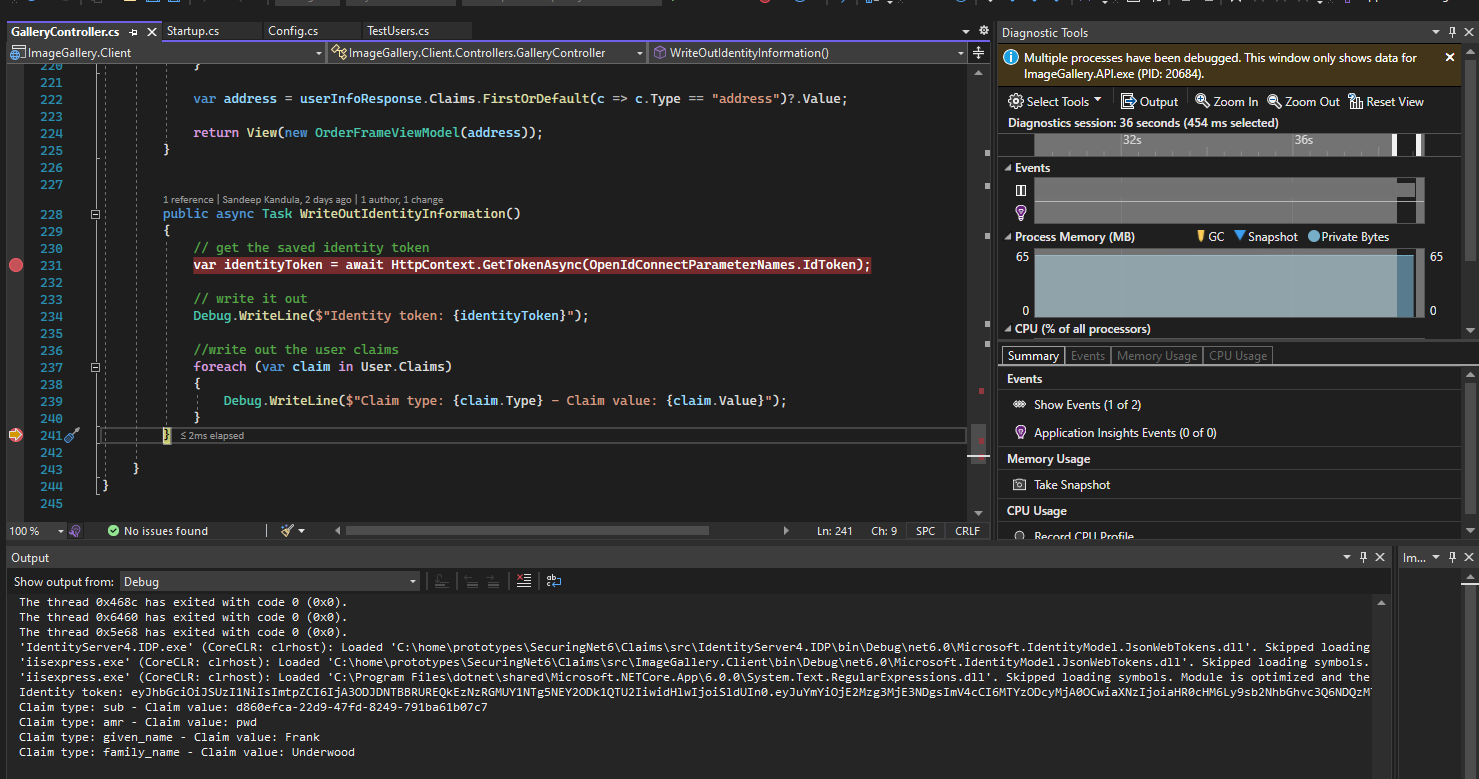 GalleryController.cs
Startup.cs
Config.cs
TestUsers.cs
ImageGallery.Client
ImageGallery.Client.Controllers.GalleryController
WriteOutIdentityInformation()
220 }
221
222 var address = userInfoResponse.Claims.FirstOrDefault(c => c.Type == "address")?.Value;
223
224 return View(new OrderFrameViewModel(address));
225 }
226
227
1 reference | Sandeep Kandula, 2 days ago | 1 author, 1 change
228 public async Task WriteOutIdentityInformation()
229 {
230 // get the saved identity token
231 var identityToken = await HttpContext.GetTokenAsync(OpenIdConnectParameterNames.IdToken);
232
233 // write it out
234 Debug.WriteLine($"Identity token: {identityToken}");
235
236 //write out the user claims
237 foreach (var claim in User.Claims)
238 {
239 Debug.WriteLine($"Claim type: {claim.Type} - Claim value: {claim.Value}");
240 }
241 } ≤ 2ms elapsed
242
243 }
244 }
245
100 %
No issues found
Ln: 241 Ch: 9 SPC CRLF
Diagnostic Tools
Multiple processes have been debugged. This window only shows data for
ImageGallery.API.exe (PID: 20684).
Select Tools Output Zoom In Zoom Out Reset View
Diagnostics session: 36 seconds (454 ms selected)
32s 36s
Events
Process Memory (MB) GC Snapshot Private Bytes
65 65
0 0
CPU (% of all processors)
Summary Events Memory Usage CPU Usage
Events
Show Events (1 of 2)
Application Insights Events (0 of 0)
Memory Usage
Take Snapshot
CPU Usage
Record CPU Profile
Output
Im...
Show output from: Debug
The thread 0x468c has exited with code 0 (0x0).
The thread 0x6460 has exited with code 0 (0x0).
The thread 0x5e68 has exited with code 0 (0x0).
'IdentityServer4.IDP.exe' (CoreCLR: clrhost): Loaded 'C:\home\prototypes\SecuringNet6\Claims\src\IdentityServer4.IDP\bin\Debug\net6.0\Microsoft.IdentityModel.JsonWebTokens.dll'. Skipped loading
'iisexpress.exe' (CoreCLR: clrhost): Loaded 'C:\home\prototypes\SecuringNet6\Claims\src\ImageGallery.Client\bin\Debug\net6.0\Microsoft.IdentityModel.JsonWebTokens.dll'. Skipped loading symbols.
'iisexpress.exe' (CoreCLR: clrhost): Loaded 'C:\Program Files\dotnet\shared\Microsoft.NETCore.App\6.0.0\System.Text.RegularExpressions.dll'. Skipped loading symbols. Module is optimized and the
Identity token:
Claim type: sub - Claim value: d860efca-22d9-47fd-8249-791ba61b07c7
Claim type: amr - Claim value: pwd
Claim type: given_name - Claim value: Frank
Claim type: family_name - Claim value: Underwood